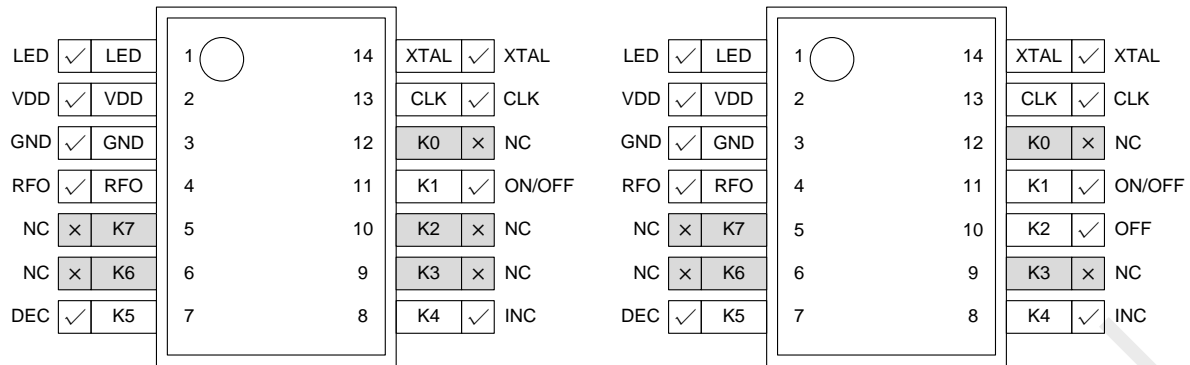 LED ✓ LED 1 14 XTAL ✓ XTAL LED ✓ LED 1 14 XTAL ✓ XTAL
VDD ✓ VDD 2 13 CLK ✓ CLK VDD ✓ VDD 2 13 CLK ✓ CLK
GND ✓ GND 3 12 K0 × NC GND ✓ GND 3 12 K0 × NC
RFO ✓ RFO 4 11 K1 ✓ ON/OFF RFO ✓ RFO 4 11 K1 ✓ ON/OFF
NC × K7 5 10 K2 × NC NC × K7 5 10 K2 ✓ OFF
NC × K6 6 9 K3 × NC NC × K6 6 9 K3 × NC
DEC ✓ K5 7 8 K4 ✓ INC DEC ✓ K5 7 8 K4 ✓ INC